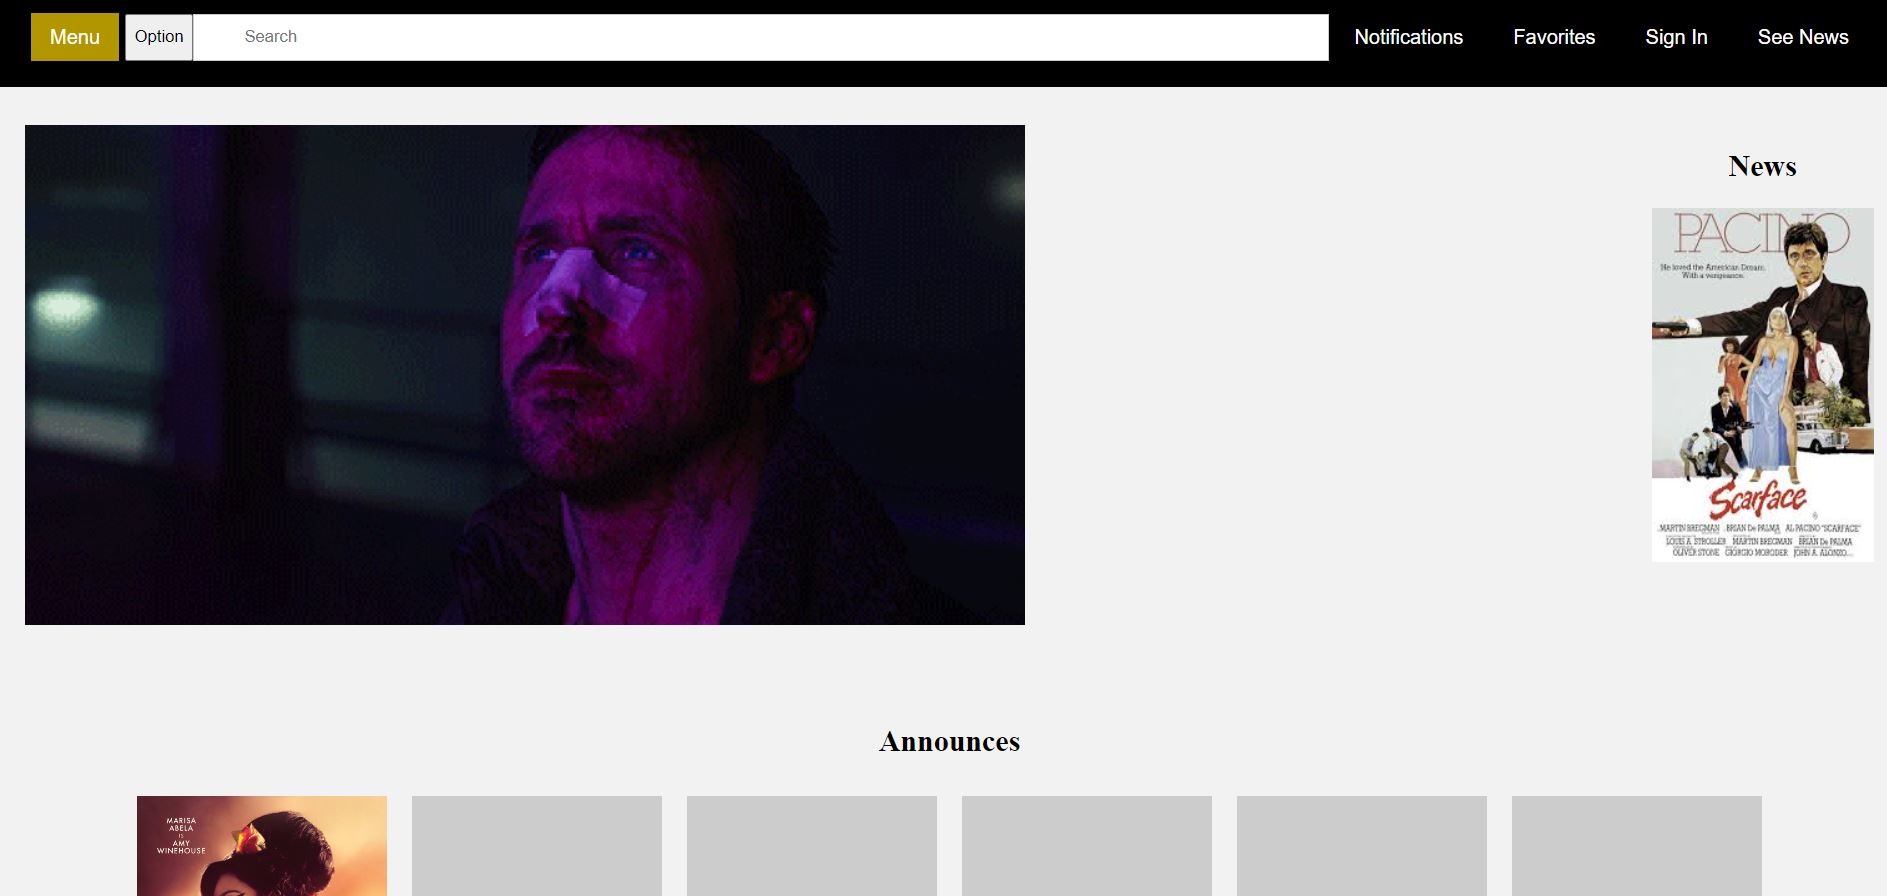 Menu
Option
Search
Notifications
Favorites
Sign In
See News
News
PACINO
He loved the American Dream.
With a vengeance.
Scarface
MARTIN BREGMAN BRIAN De PALMA AL PACINO "SCARFACE"
LOUIS A. STROLLER MARTIN BREGMAN BRIAN De PALMA
OLIVER STONE GIORGIO MORODER JOHN A. ALONZO
Announces
MARISA
ABELA
IS
AMY
WINEHOUSE